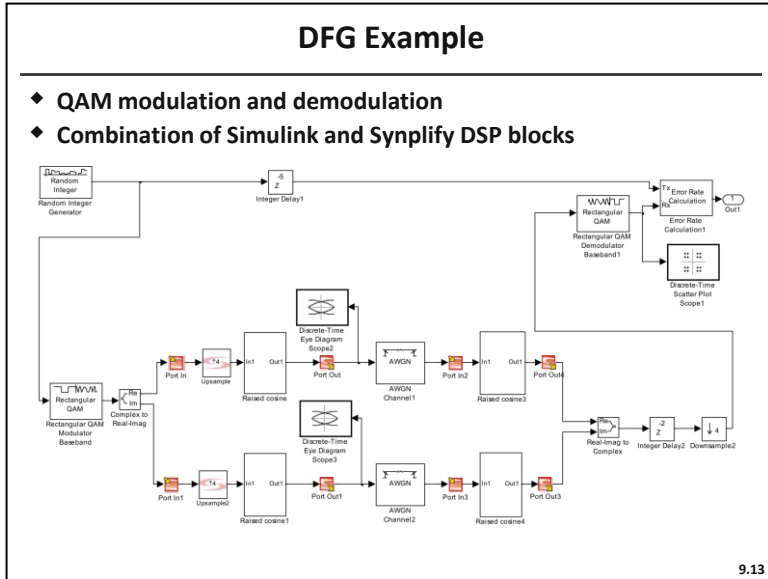 DFG Example
◆ QAM modulation and demodulation
◆ Combination of Simulink and Synplify DSP blocks
Random
Integer
Random Integer
Generator
-5
Z
Integer Delay1
Rectangular
QAM
Rectangular QAM
Demodulator
Baseband1
Tx
Rx
Error Rate
Calculation
Error Rate
Calculation1
1
Out1
Discrete-Time
Scatter Plot
Scope1
Discrete-Time
Eye Diagram
Scope2
Rectangular
QAM
Rectangular QAM
Modulator
Baseband
Re
Im
Complex to
Real-Imag
Port In
↑4
Upsample
In1 Out1
Raised cosine
Port Out
AWGN
AWGN
Channel1
Port In2
In1 Out1
Raised cosine3
Port Out4
Discrete-Time
Eye Diagram
Scope3
Re
Im
Real-Imag to
Complex
-2
Z
Integer Delay2
↓ 4
Downsample2
Port In1
↑4
Upsample2
In1 Out1
Raised cosine1
Port Out1
AWGN
AWGN
Channel2
Port In3
In1 Out1
Raised cosine4
Port Out3
9.13